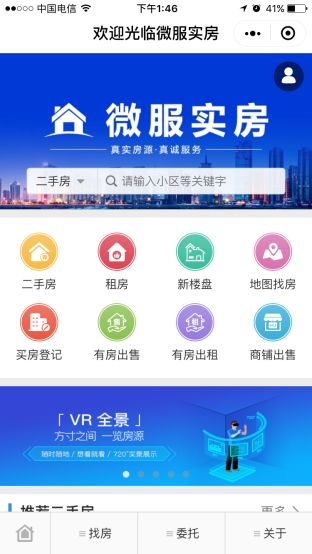 中国电信 下午1:46 41%
欢迎光临微服实房
微服实房
真实房源·真诚服务
二手房 请输入小区等关键字
二手房 租房 新楼盘 地图找房
买房登记 有房出售 有房出租 商铺出售
「 VR 全景 」
方寸之间 一览房源
随时随地 / 想看就看 / 720°实景展示
推荐二手房 更多
找房 委托 关于